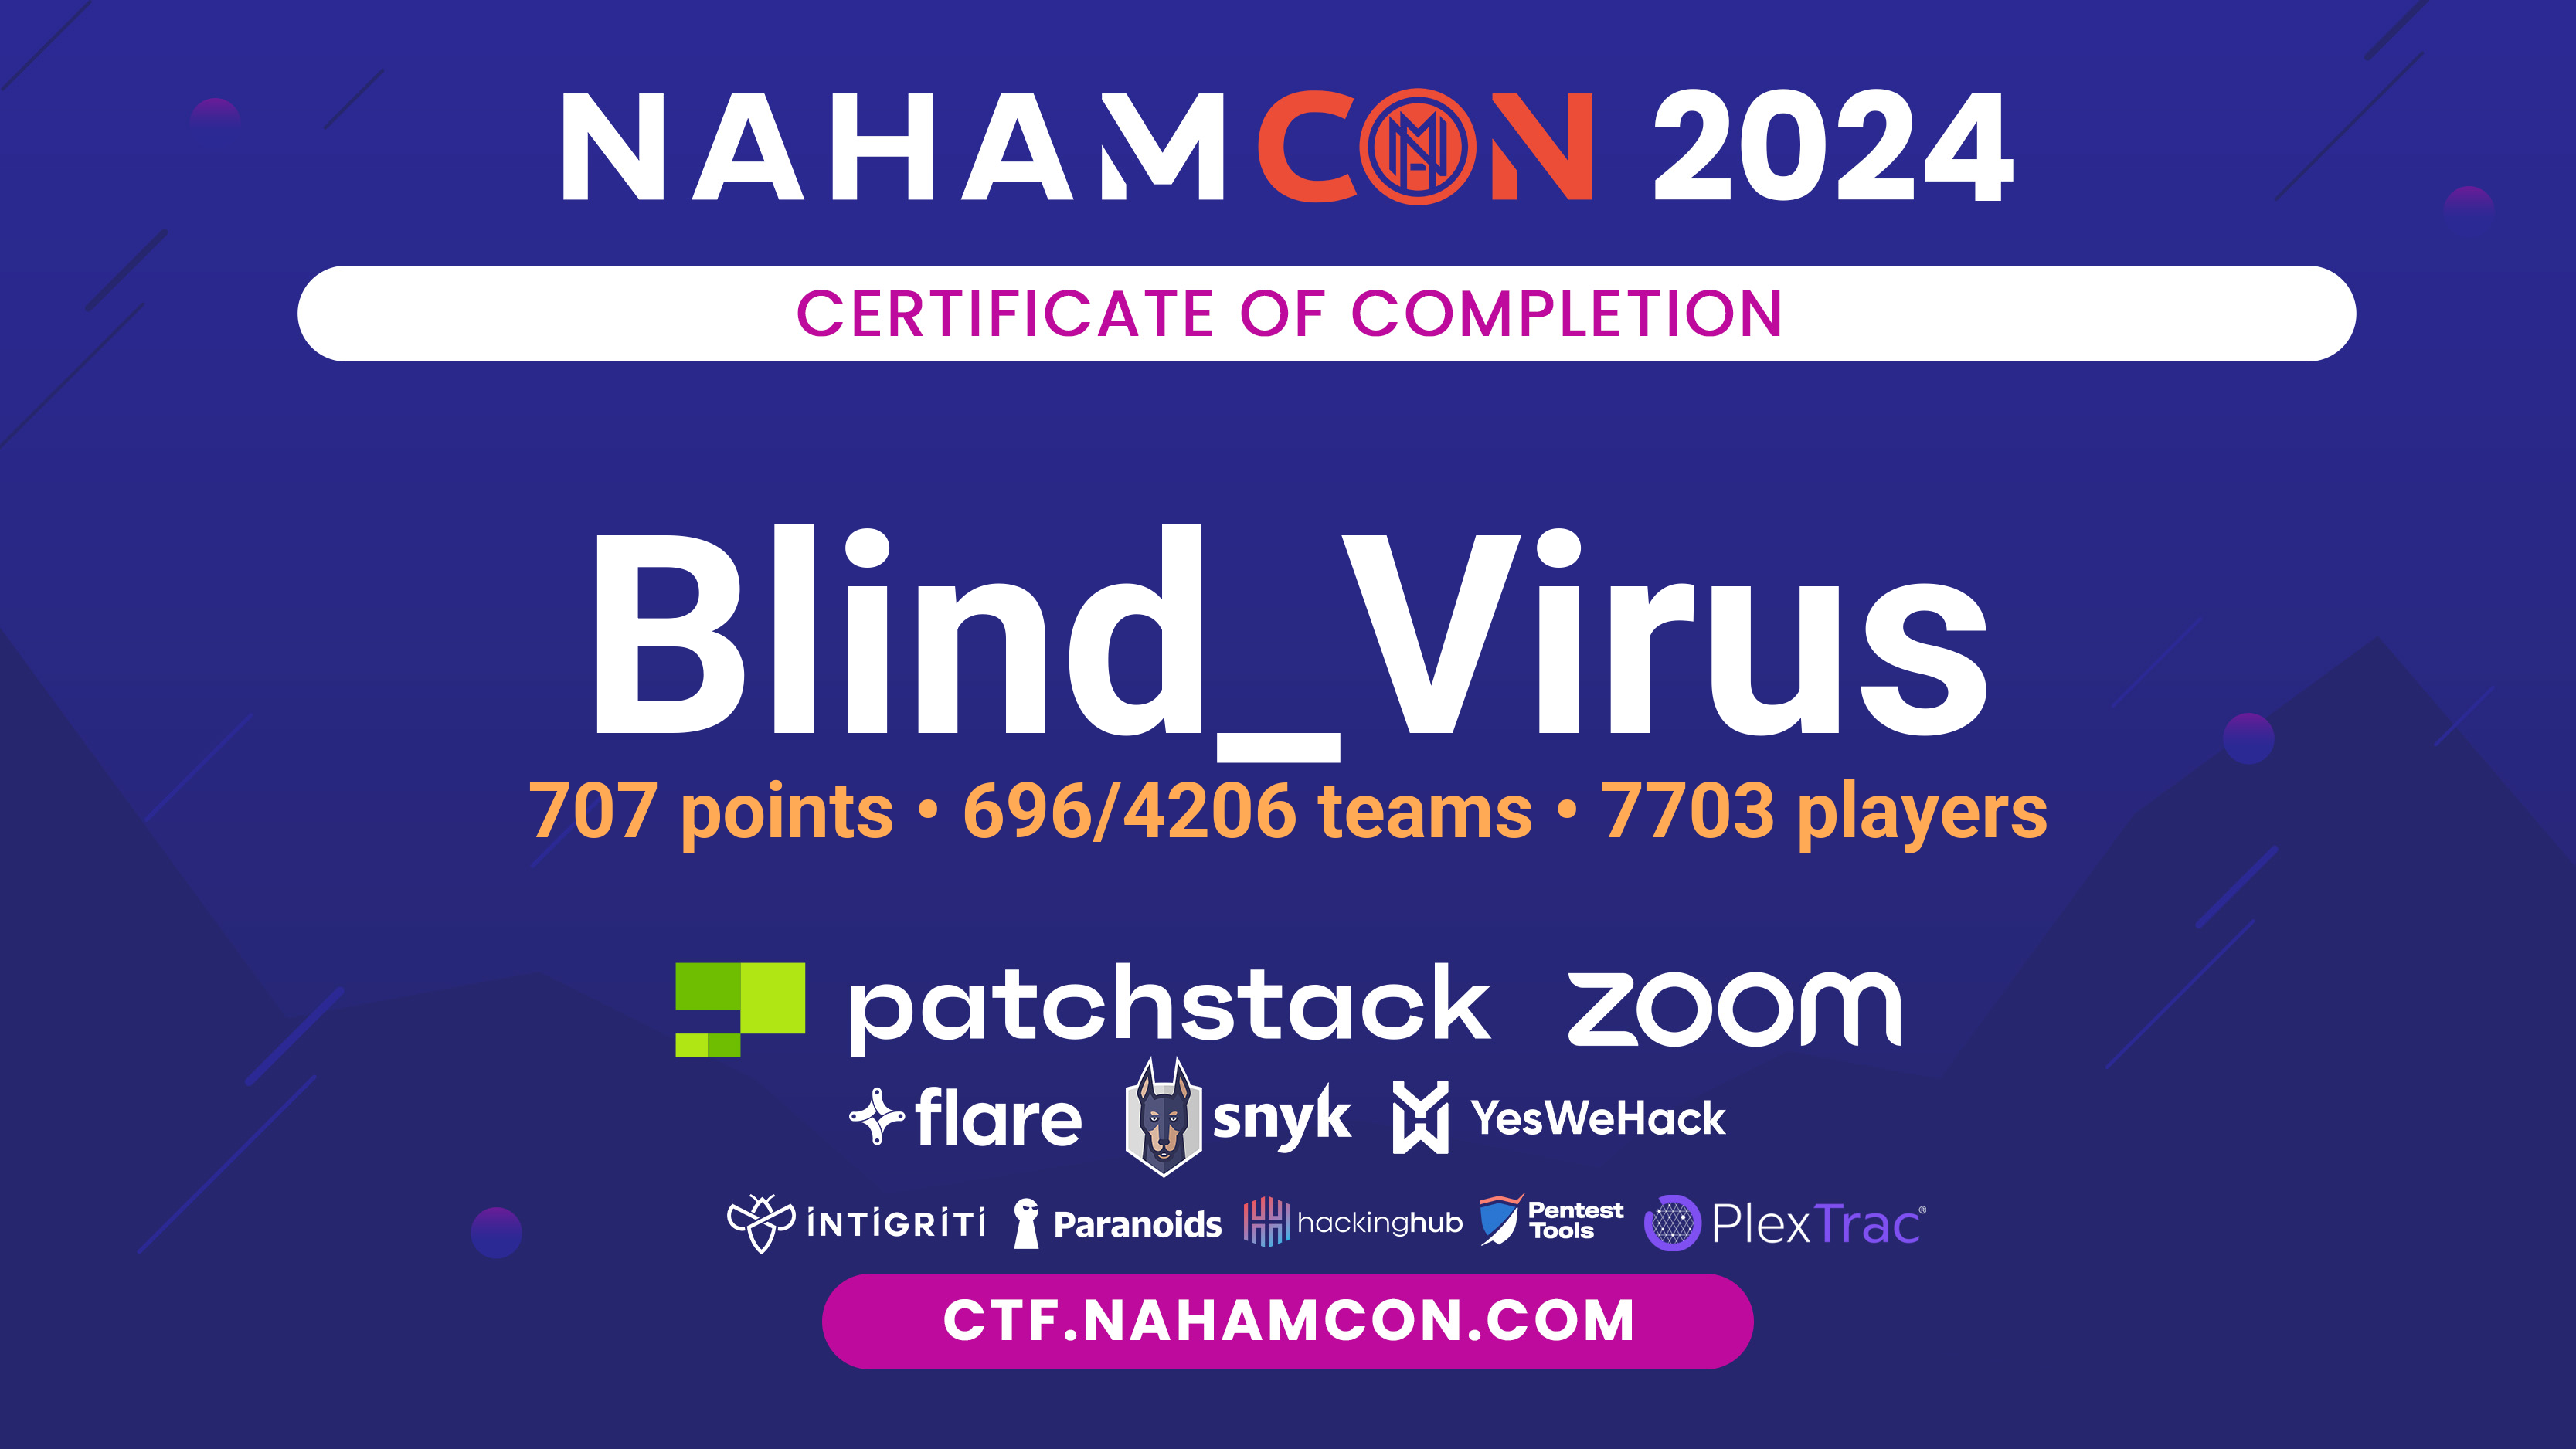 NAHAMCON 2024
CERTIFICATE OF COMPLETION
Blind_Virus
707 points • 696/4206 teams • 7703 players
patchstack zoom
flare snyk YesWeHack
INTIGRITI Paranoids hackinghub Pentest Tools PlexTrac®
CTF.NAHAMCON.COM